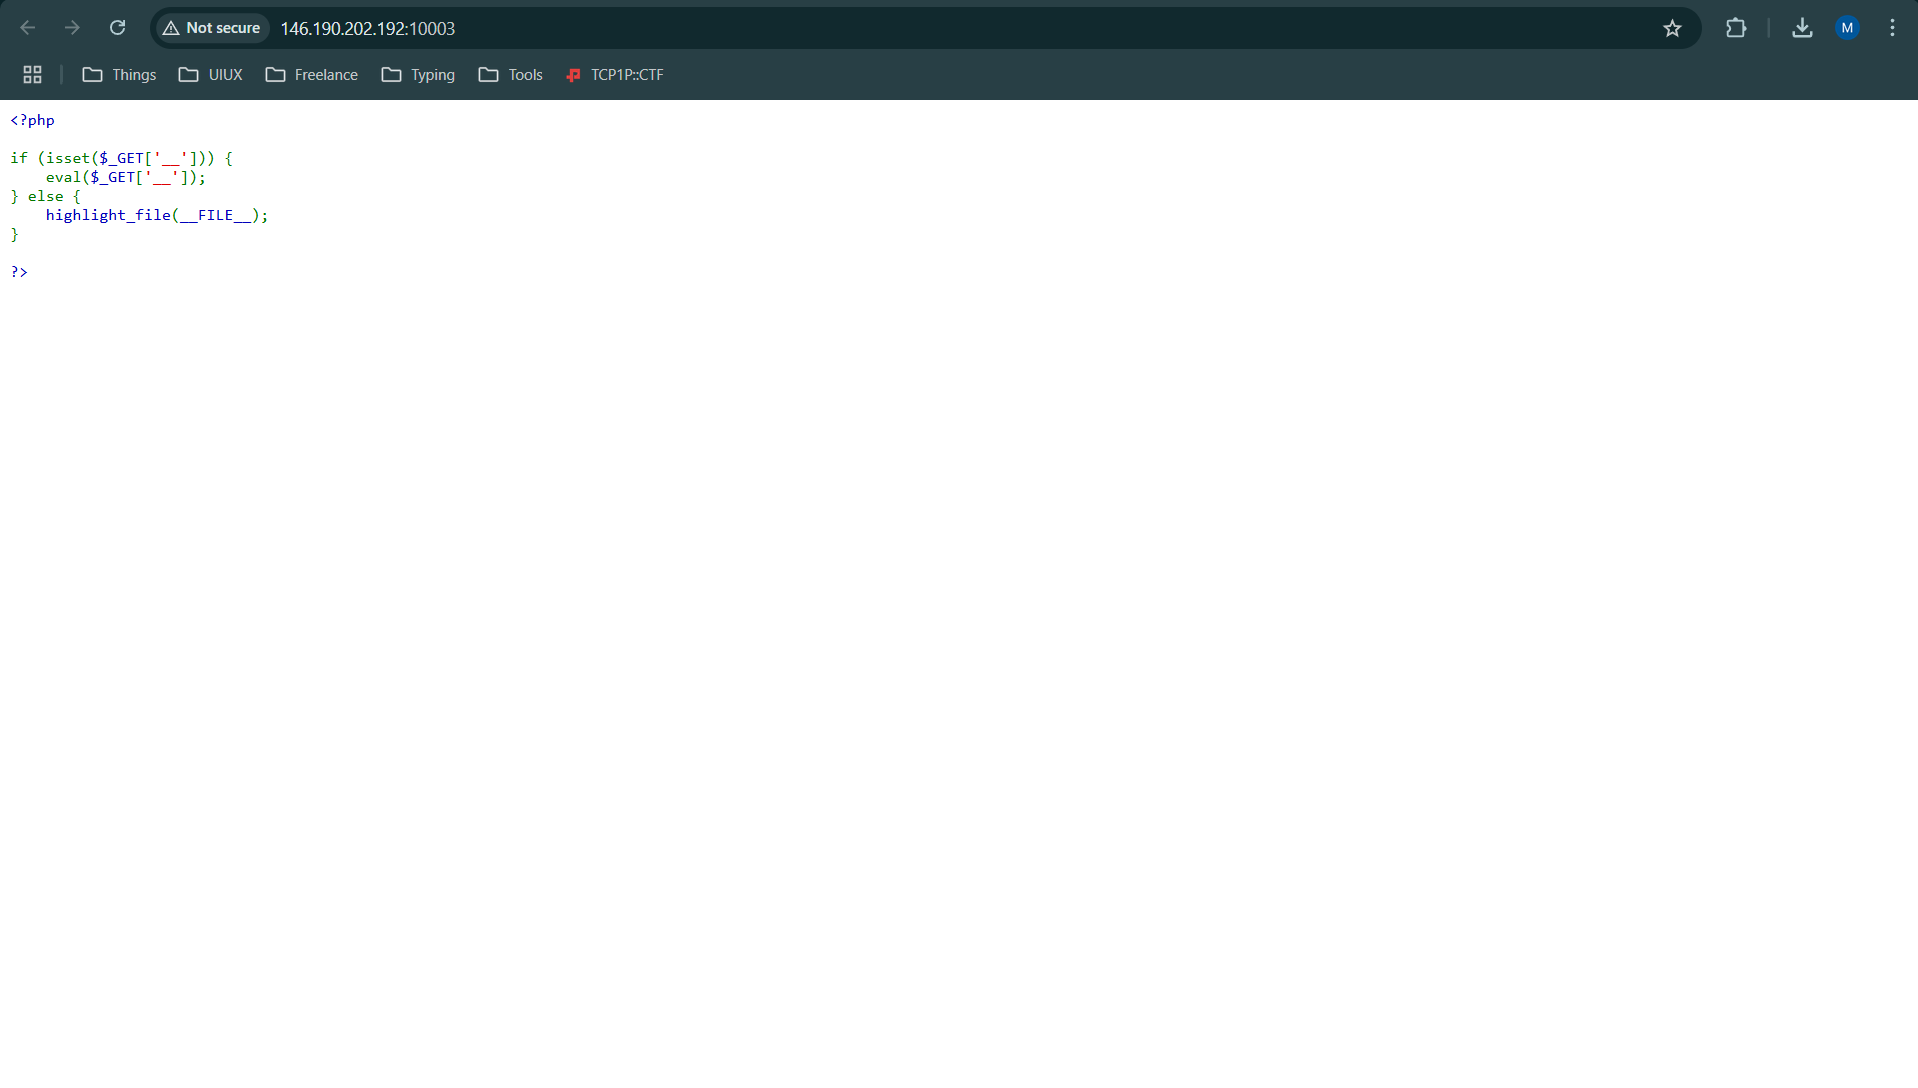 Not secure 146.190.202.192:10003 M
Things UIUX Freelance Typing Tools TCP1P::CTF
<?php
if (isset($_GET['__'])) {
    eval($_GET['__']);
} else {
    highlight_file(__FILE__);
}
?>